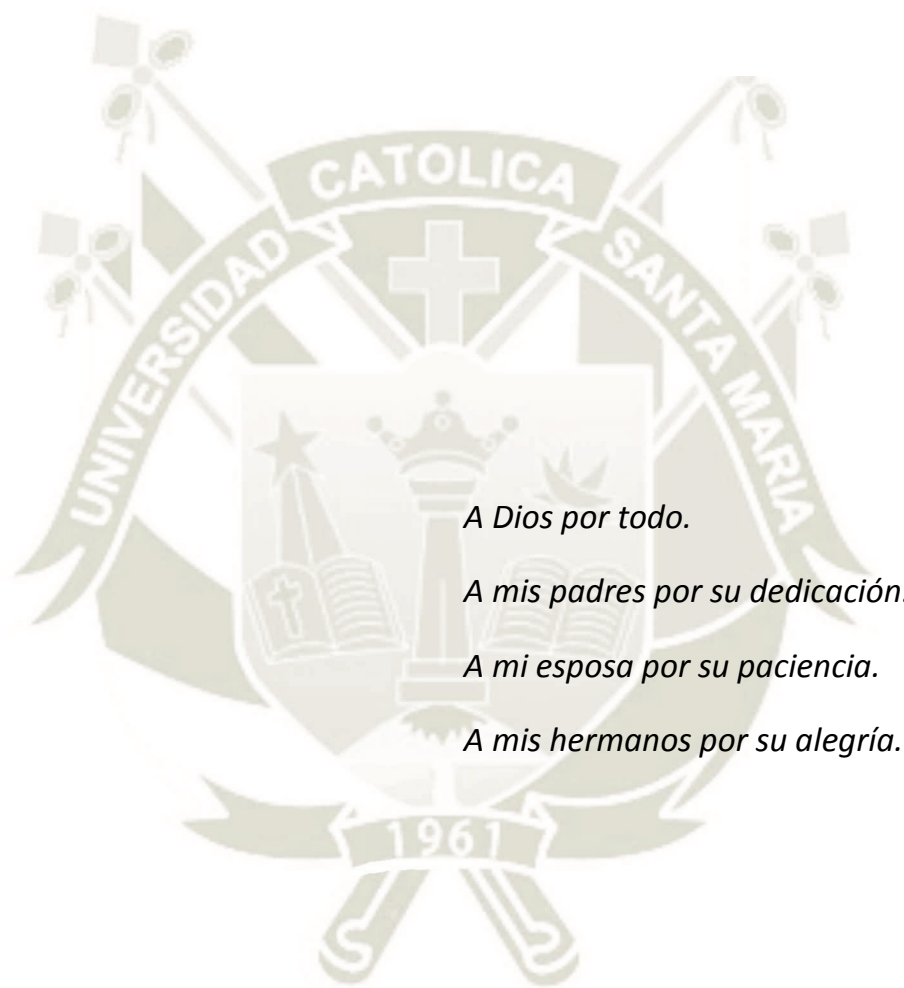 CATOLICA
UNIVERSIDAD
SANTA MARIA
A Dios por todo.
A mis padres por su dedicación.
A mi esposa por su paciencia.
A mis hermanos por su alegría.
1961